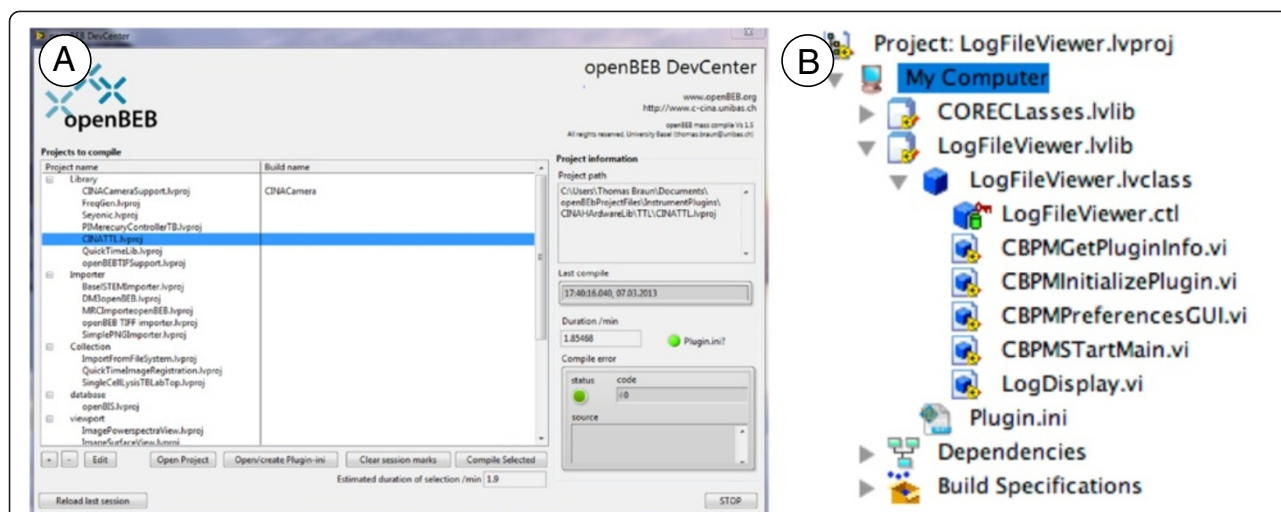 A
openBEB DevCenter
openBEB
openBEB DevCenter
www.openBEB.org
http://www.c-cina.unibas.ch
openBEB mass compile Vs 1.5
All reights reserved, University Basel (thomas.braun@unibas.ch)
Projects to compile
Project name Build name
Library
CINACameraSupport.lvproj CINACamera
FreqGen.lvproj
Seyonic.lvproj
PIMerecuryControllerTB.lvproj
CINATTL.lvproj
QuickTimeLib.lvproj
openBEBTIFSupport.lvproj
Importer
BaselSTEMImporter.lvproj
DM3openBEB.lvproj
MRCImporteopenBEB.lvproj
openBEB TIFF importer.lvproj
SimplePNGImporter.lvproj
Collection
ImportFromFileSystem.lvproj
QuickTimeImageRegistration.lvproj
SingleCellLysisTBLabTop.lvproj
database
openBIS.lvproj
viewport
ImagePowerspectraView.lvproj
ImageSurfaceView.lvproj
+ - Edit Open Project Open/create Plugin-ini Clear session marks Compile Selected
Estimated duration of selection /min 1.9
Reload last session
Project information
Project path
C:\Users\Thomas Braun\Documents\
openBEbProjectFiles\InstrumentPlugins\
CINAHArdwareLib\TTL\CINATTL.lvproj
Last compile
17:40:16.040, 07.03.2013
Duration /min
1.85468 Plugin.ini?
Compile error
status code
0
source
STOP
B
Project: LogFileViewer.lvproj
My Computer
CORECLasses.lvlib
LogFileViewer.lvlib
LogFileViewer.lvclass
LogFileViewer.ctl
CBPMGetPluginInfo.vi
CBPMInitializePlugin.vi
CBPMPreferencesGUI.vi
CBPMSTartMain.vi
LogDisplay.vi
Plugin.ini
Dependencies
Build Specifications